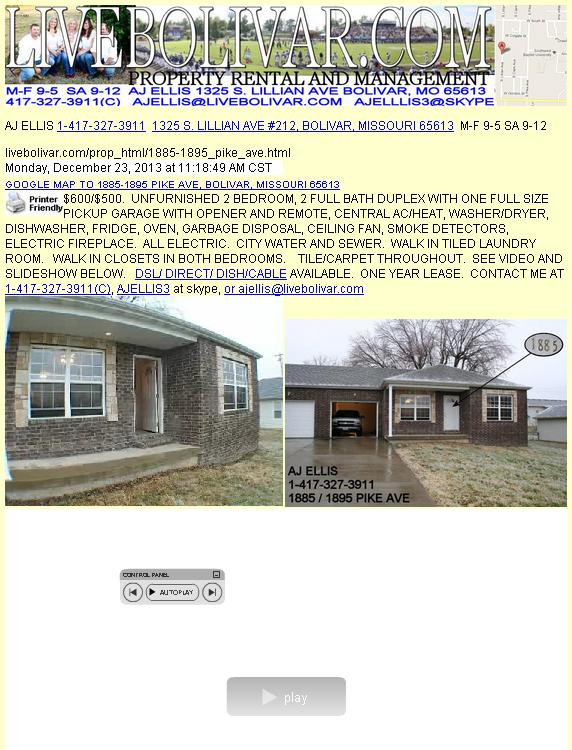 LIVEBOLIVAR.COM
PROPERTY RENTAL AND MANAGEMENT
M-F 9-5 SA 9-12 AJ ELLIS 1325 S. LILLIAN AVE BOLIVAR, MO 65613
417-327-3911(C) AJELLIS@LIVEBOLIVAR.COM AJELLLIS3@SKYPE
AJ ELLIS 1-417-327-3911 1325 S. LILLIAN AVE #212, BOLIVAR, MISSOURI 65613 M-F 9-5 SA 9-12
livebolivar.com/prop_html/1885-1895_pike_ave.html
Monday, December 23, 2013 at 11:18:49 AM CST
GOOGLE MAP TO 1885-1895 PIKE AVE, BOLIVAR, MISSOURI 65613
Printer Friendly
$600/$500. UNFURNISHED 2 BEDROOM, 2 FULL BATH DUPLEX WITH ONE FULL SIZE
PICKUP GARAGE WITH OPENER AND REMOTE, CENTRAL AC/HEAT, WASHER/DRYER,
DISHWASHER, FRIDGE, OVEN, GARBAGE DISPOSAL, CEILING FAN, SMOKE DETECTORS,
ELECTRIC FIREPLACE. ALL ELECTRIC. CITY WATER AND SEWER. WALK IN TILED LAUNDRY
ROOM. WALK IN CLOSETS IN BOTH BEDROOMS. TILE/CARPET THROUGHOUT. SEE VIDEO AND
SLIDESHOW BELOW. DSL/ DIRECT/ DISH/CABLE AVAILABLE. ONE YEAR LEASE. CONTACT ME AT
1-417-327-3911(C), AJELLIS3 at skype, or ajellis@livebolivar.com
1885
AJ ELLIS
1-417-327-3911
1885 / 1895 PIKE AVE
CONTROL PANEL
AUTOPLAY
play